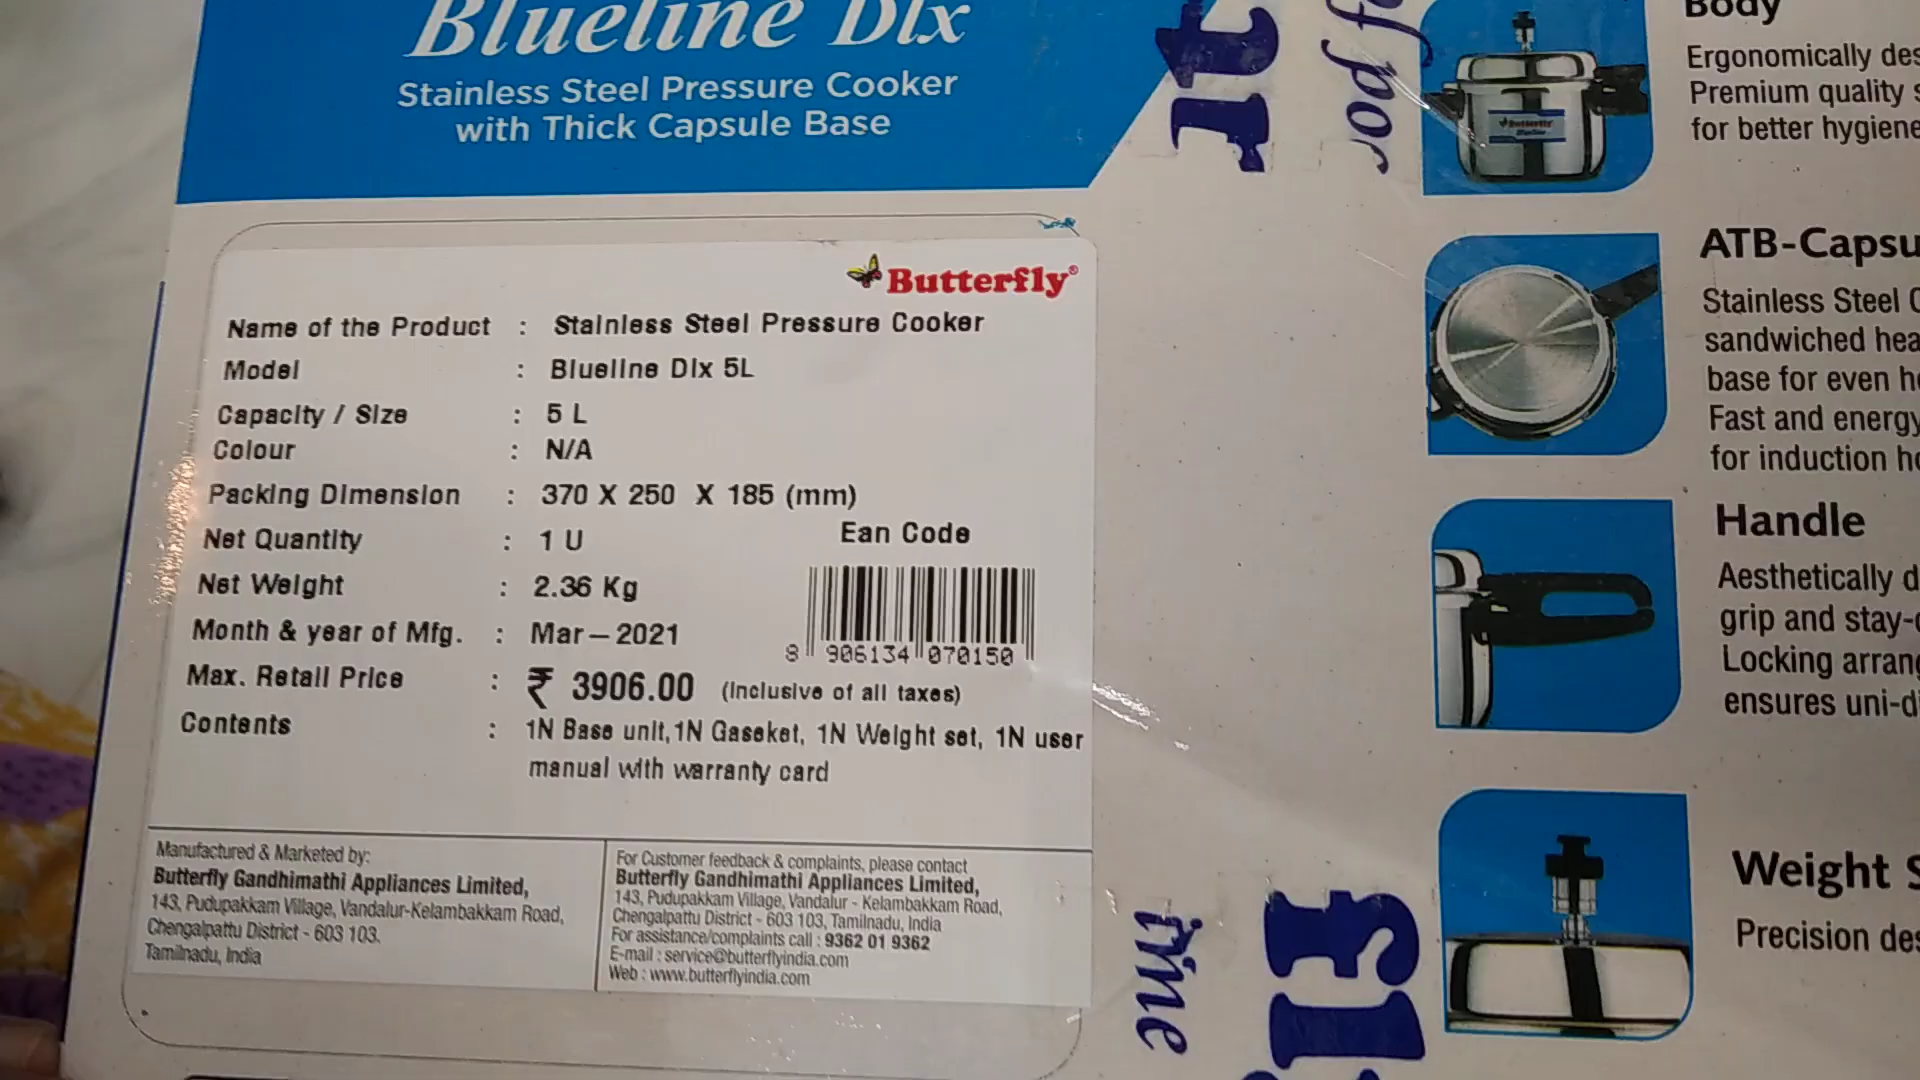 Blueline Dlx
Stainless Steel Pressure Cooker
with Thick Capsule Base
Butterfly®
Name of the Product : Stainless Steel Pressure Cooker
Model : Blueline Dlx 5L
Capacity / Size : 5 L
Colour : N/A
Packing Dimension : 370 X 250 X 185 (mm)
Net Quantity : 1 U
Ean Code
Net Weight : 2.36 Kg
Month & year of Mfg. : Mar-2021
8 906134 070150
Max. Retail Price : ₹ 3906.00 (Inclusive of all taxes)
Contents : 1N Base unit, 1N Gaseket, 1N Weight set, 1N user
manual with warranty card
Manufactured & Marketed by:
Butterfly Gandhimathi Appliances Limited,
143, Pudupakkam Village, Vandalur-Kelambakkam Road,
Chengalpattu District - 603 103.
Tamilnadu, India
For Customer feedback & complaints, please contact
Butterfly Gandhimathi Appliances Limited,
143, Pudupakkam Village, Vandalur - Kelambakkam Road,
Chengalpattu District - 603 103, Tamilnadu, India
For assistance/complaints call : 9362 01 9362
E-mail : service@butterflyindia.com
Web : www.butterflyindia.com
Body
Ergonomically des
Premium quality s
for better hygiene
Butterfly
ATB-Capsu
Stainless Steel C
sandwiched hea
base for even he
Fast and energy
for induction ho
Handle
Aesthetically d
grip and stay-c
Locking arrang
ensures uni-di
Weight S
Precision des